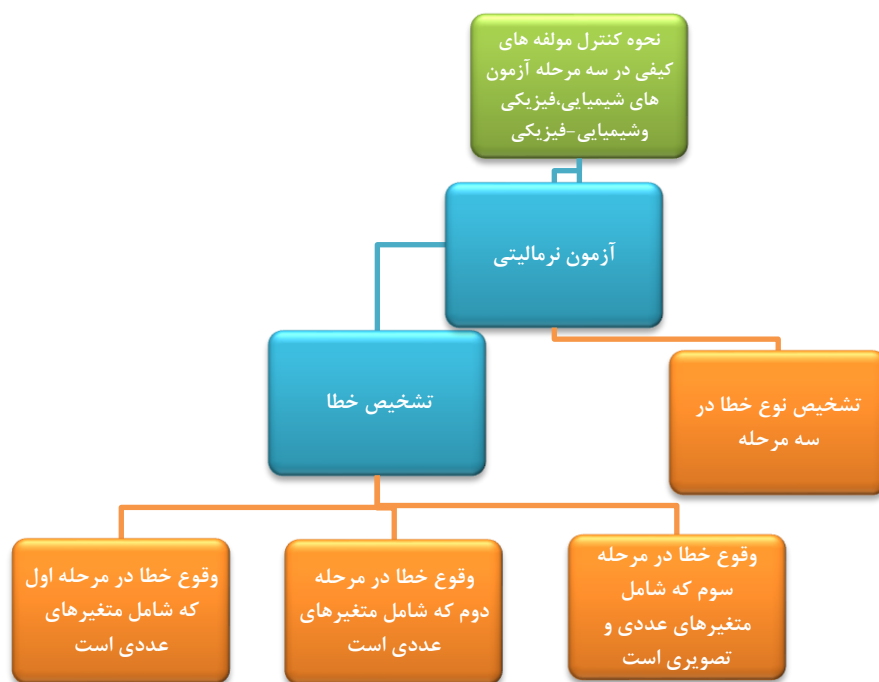 نحوه کنترل مولفه های
کیفی در سه مرحله آزمون
های شیمیایی،فیزیکی
وشیمیایی-فیزیکی
آزمون نرمالیتی
تشخیص خطا
تشخیص نوع خطا در
سه مرحله
وقوع خطا در مرحله
سوم که شامل
متغیرهای عددی و
تصویری است
وقوع خطا در مرحله
دوم که شامل متغیرهای
عددی است
وقوع خطا در مرحله اول
که شامل متغیرهای
عددی است